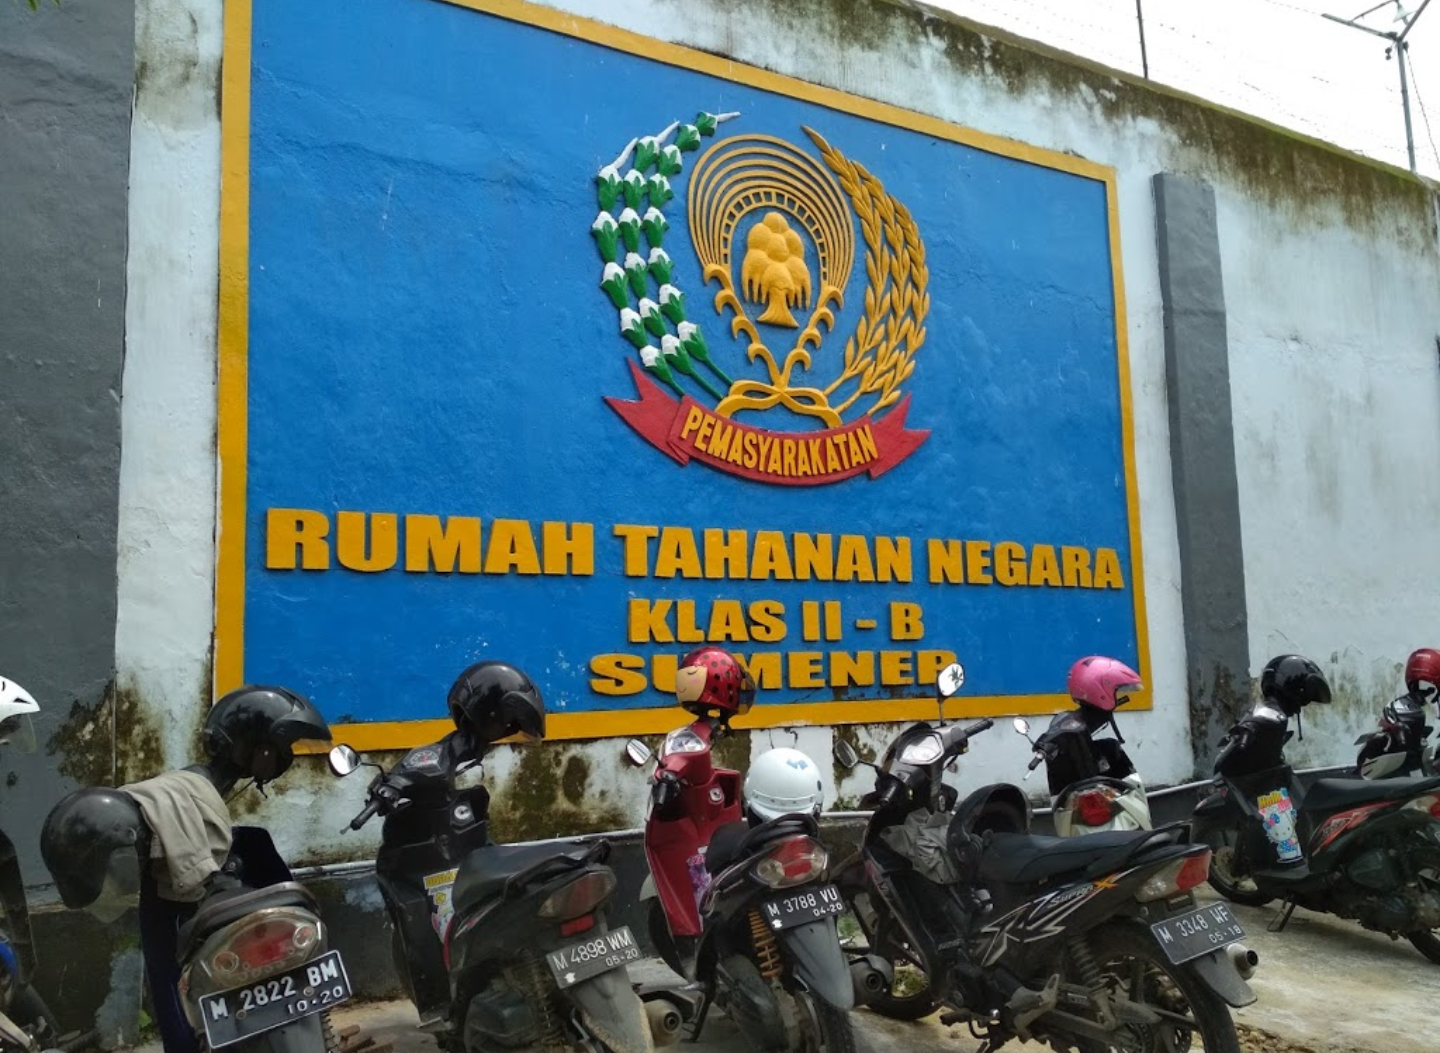 PEMASYARAKATAN
RUMAH TAHANAN NEGARA
KLAS II - B
SUMENEP
M 2822 BM
10-20
M 4898 WM
05-20
M 3788 VU
04-20
M 3348 WF
05-18
Supra X